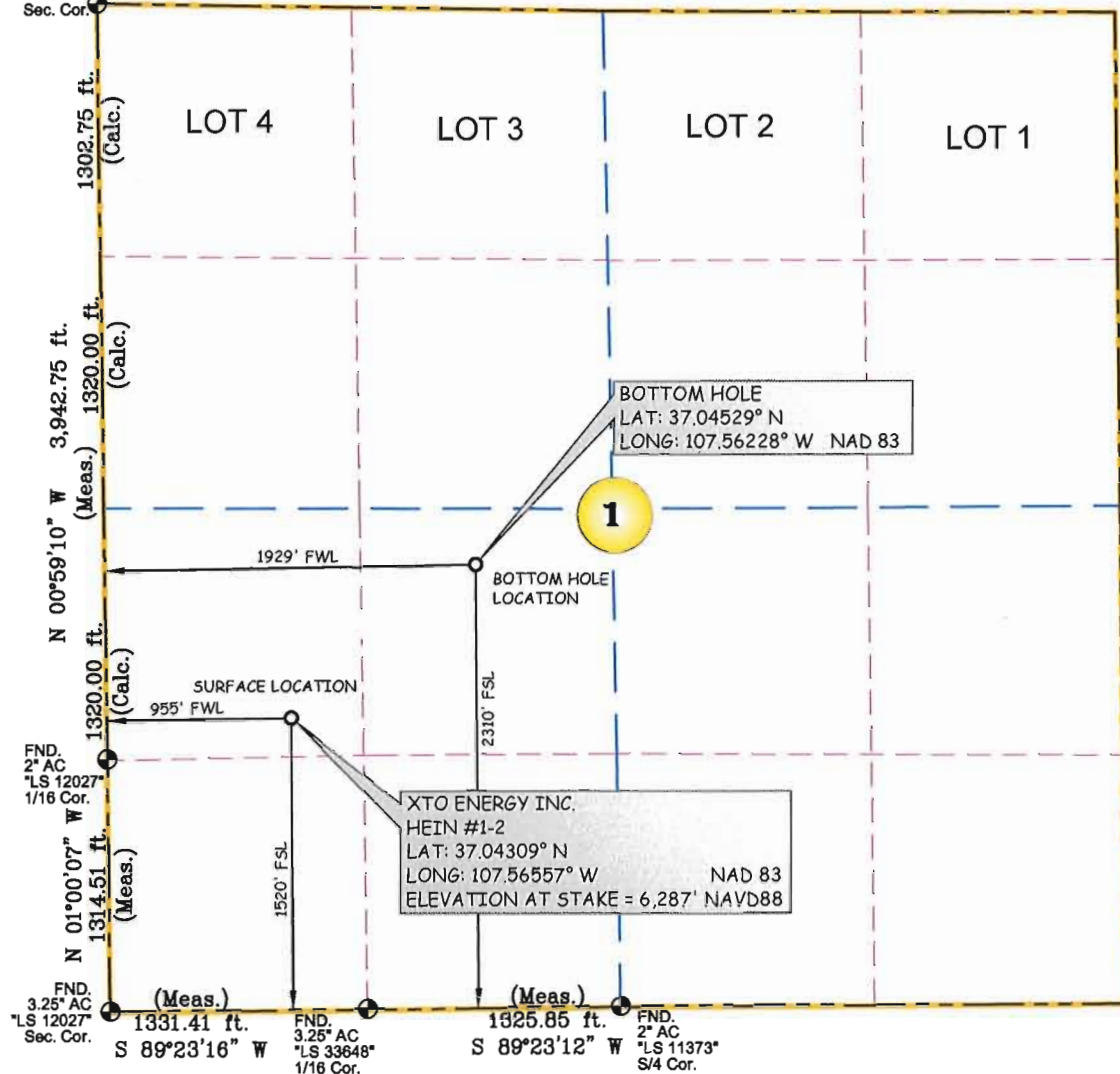 Sec. Cor.
1302.75 ft.
(Calc.)
LOT 4
LOT 3
LOT 2
LOT 1
1320.00 ft.
(Calc.)
N 00°59'10" W 3,942.75 ft.
(Meas.)
BOTTOM HOLE
LAT: 37.04529° N
LONG: 107.56228° W NAD 83
1
1929' FWL
BOTTOM HOLE
LOCATION
1320.00 ft.
(Calc.)
SURFACE LOCATION
955' FWL
2310' FSL
FND.
2" AC
"LS 12027"
1/16 Cor.
XTO ENERGY INC.
HEIN #1-2
LAT: 37.04309° N
LONG: 107.56557° W NAD 83
ELEVATION AT STAKE = 6,287' NAVD88
1520' FSL
N 01°00'07" W
1314.51 ft.
(Meas.)
FND.
3.25" AC
"LS 12027"
Sec. Cor.
(Meas.)
1331.41 ft.
S 89°23'16" W
FND.
3.25" AC
"LS 33648"
1/16 Cor.
(Meas.)
1325.85 ft.
S 89°23'12" W
FND.
2" AC
"LS 11373"
S/4 Cor.